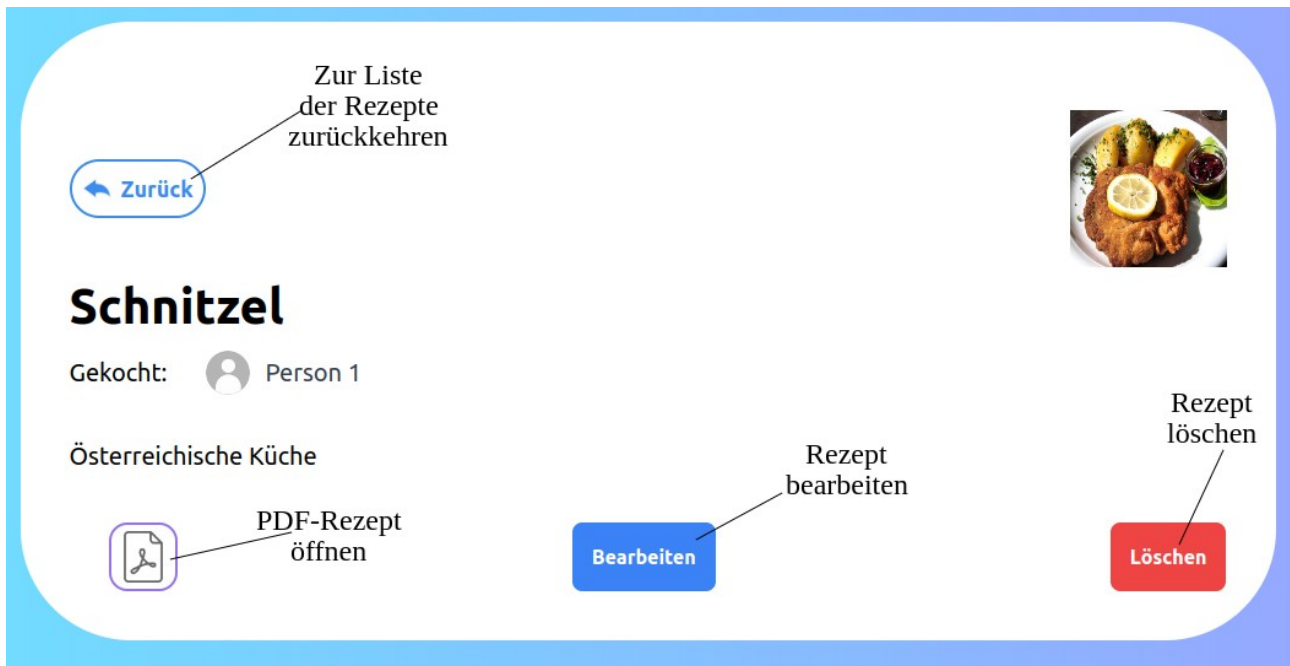 Zur Liste
der Rezepte
zurückkehren
Zurück
Schnitzel
Gekocht: Person 1
Österreichische Küche
PDF-Rezept
öffnen
Rezept
bearbeiten
Bearbeiten
Rezept
löschen
Löschen